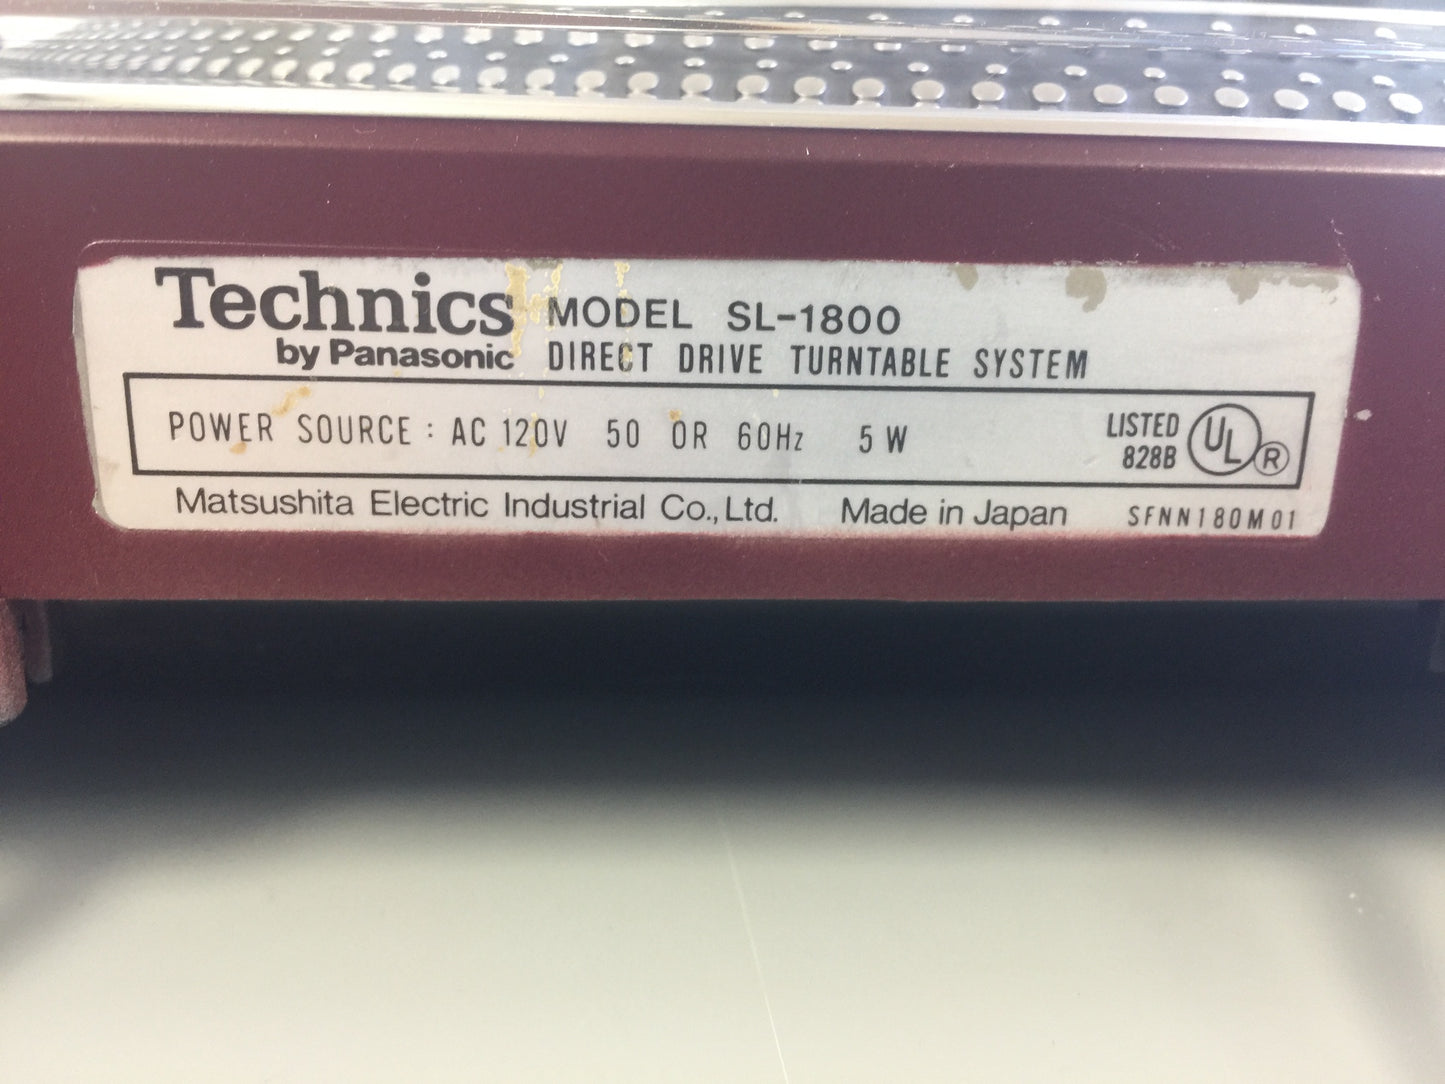 Technics MODEL SL-1800
by Panasonic DIRECT DRIVE TURNTABLE SYSTEM
POWER SOURCE : AC 120V 50 OR 60Hz 5 W
LISTED
828B
UL ®
Matsushita Electric Industrial Co., Ltd. Made in Japan SFNN180M01